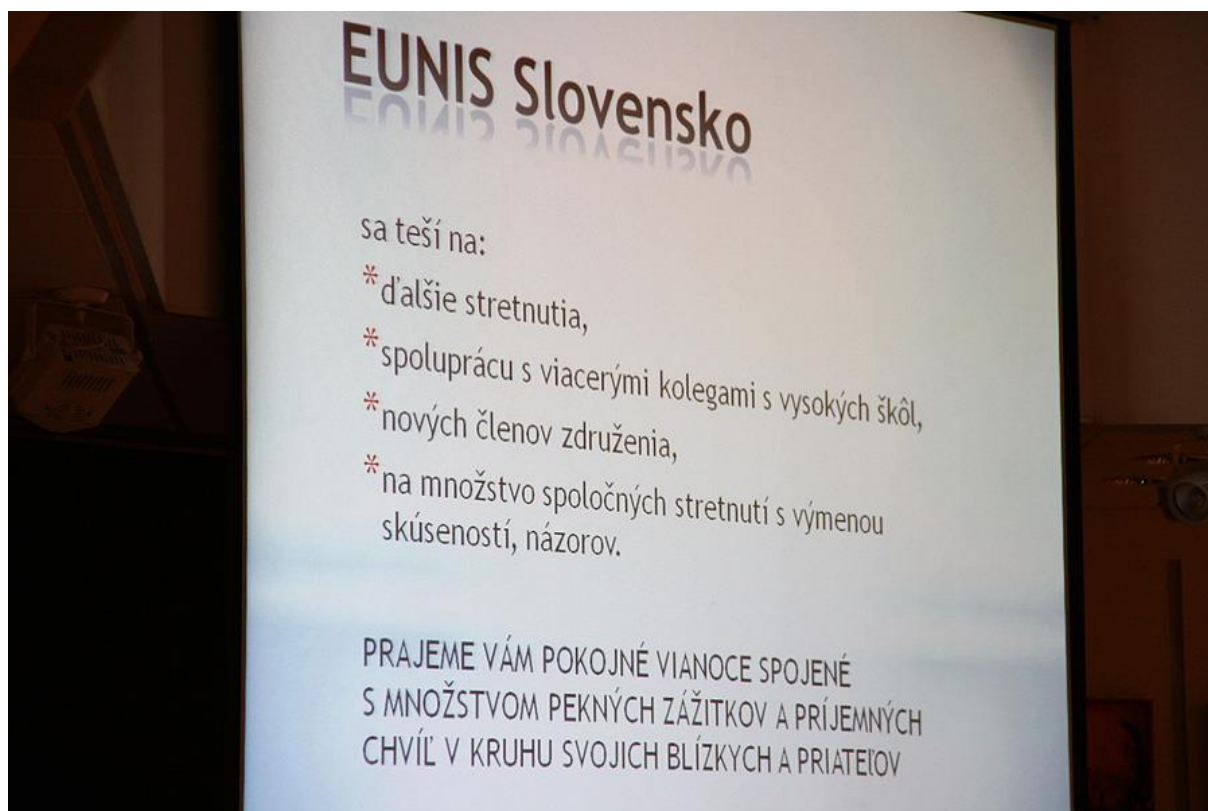 EUNIS Slovensko
sa teší na:
*ďalšie stretnutia,
*spoluprácu s viacerými kolegami s vysokých škôl,
*nových členov združenia,
*na množstvo spoločných stretnutí s výmenou
skúseností, názorov.
PRAJEME VÁM POKOJNÉ VIANOCE SPOJENÉ
S MNOŽSTVOM PEKNÝCH ZÁŽITKOV A PRÍJEMNÝCH
CHVÍĽ V KRUHU SVOJICH BLÍZKYCH A PRIATEĽOV